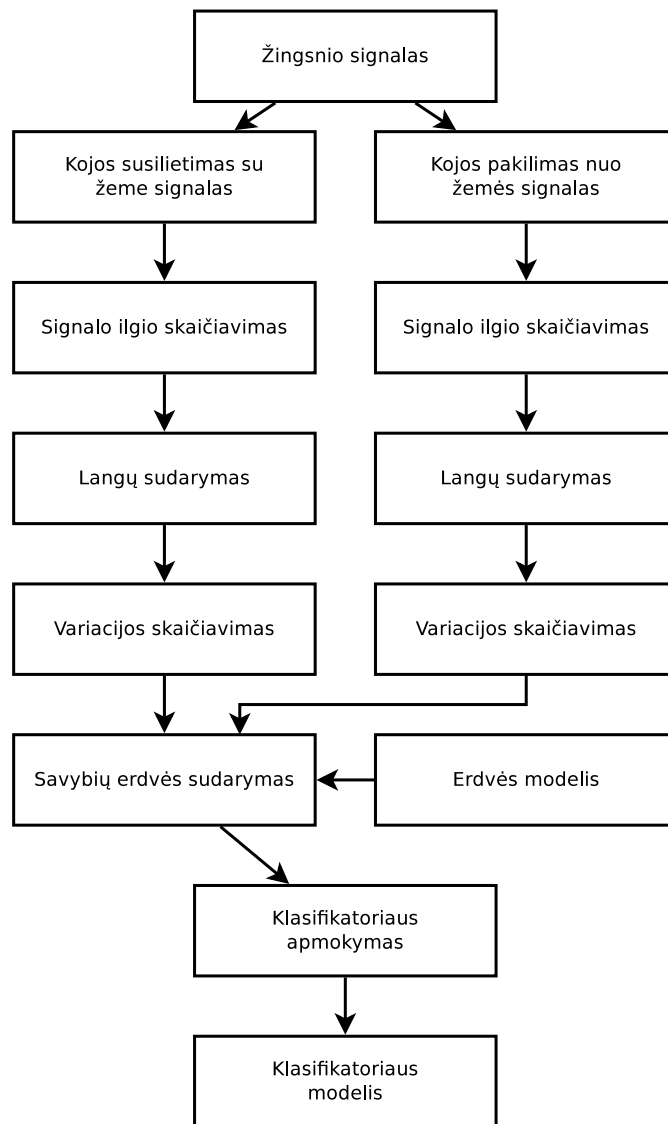 Žingsnio signalas
Kojos susilietimas su
žeme signalas
Kojos pakilimas nuo
žemės signalas
Signalo ilgio skaičiavimas
Signalo ilgio skaičiavimas
Langų sudarymas
Langų sudarymas
Variacijos skaičiavimas
Variacijos skaičiavimas
Savybių erdvės sudarymas
Erdvės modelis
Klasifikatoriaus
apmokymas
Klasifikatoriaus
modelis